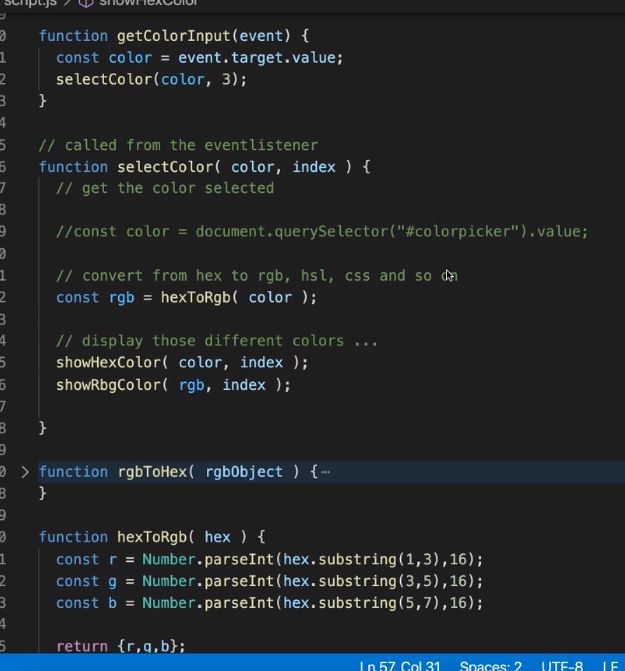 script.js > showHexColor
9
0 function getColorInput(event) {
1 const color = event.target.value;
2 selectColor(color, 3);
3 }
4
5 // called from the eventlistener
6 function selectColor( color, index ) {
7 // get the color selected
8
9 //const color = document.querySelector("#colorpicker").value;
0
1 // convert from hex to rgb, hsl, css and so on
2 const rgb = hexToRgb( color );
3
4 // display those different colors ...
5 showHexColor( color, index );
6 showRbgColor( rgb, index );
7
8 }
9
0 > function rgbToHex( rgbObject ) {…
8 }
9
0 function hexToRgb( hex ) {
1 const r = Number.parseInt(hex.substring(1,3),16);
2 const g = Number.parseInt(hex.substring(3,5),16);
3 const b = Number.parseInt(hex.substring(5,7),16);
4
5 return {r,g,b};
Ln 57, Col 31 Spaces: 2 UTF-8 LF